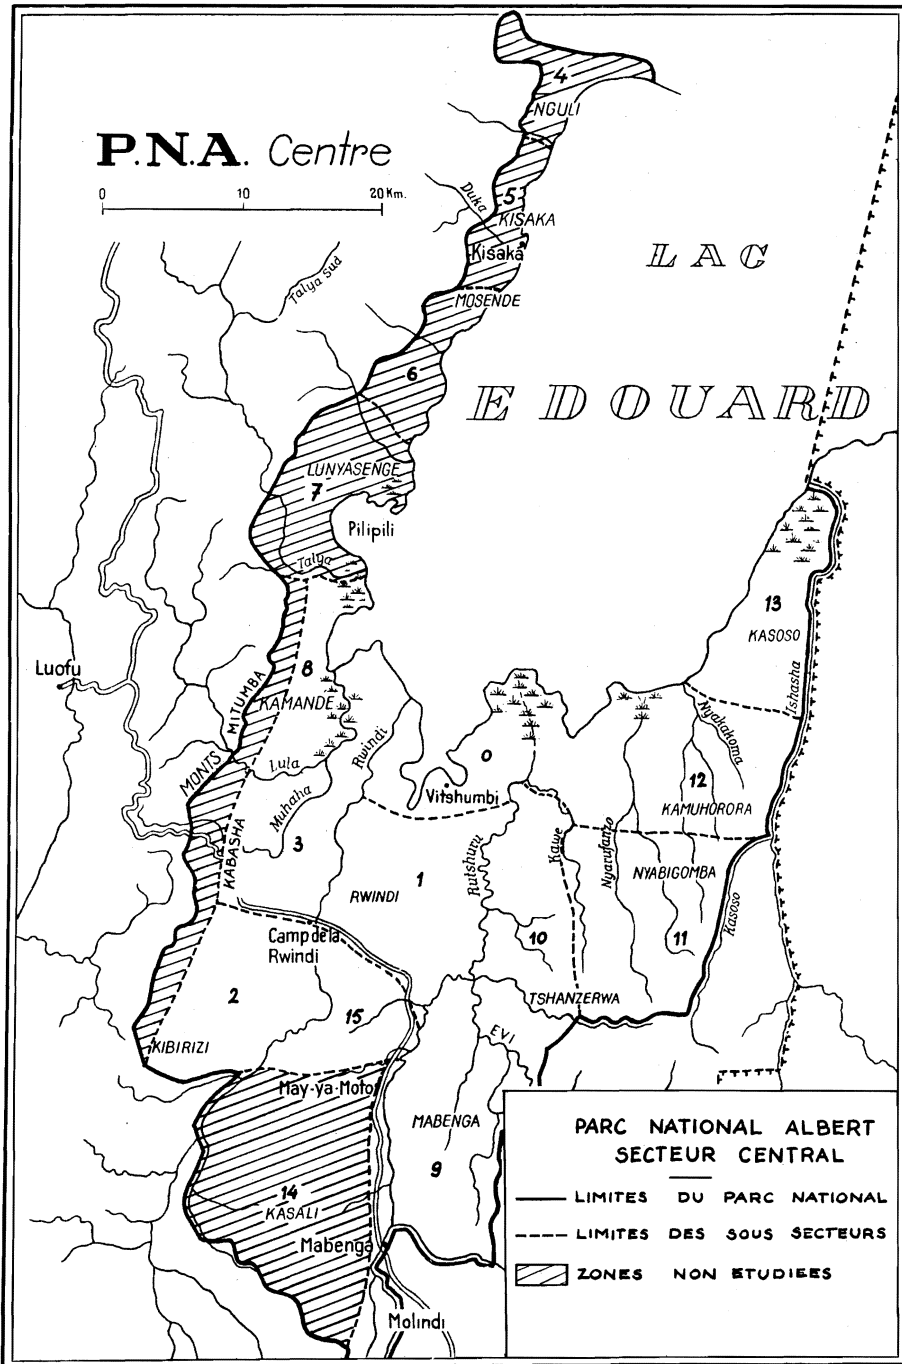 4
NGULI
P.N.A. Centre
0 10 20 Km.
Duka
5
KISAKA
Kisaka
LAC
Talya Sud
MOSENDE
6
EDOUARD
LUNYASENGE
7
Pilipili
Talya
13
KASOSO
Ishasha
Luofu
8
KAMANDE
MONTS MITUMBA
Lula
Rwindi
Nyakakoma
0
Vitshumbi
12
KAMUHORORA
Muhaha
3
KABASHA
1
RWINDI
Rutshuru
Kawe
Nyarufanzo
NYABIGOMBA
Kasoso
10
11
Camp de la
Rwindi
2
15
TSHANZERWA
EVI
KIBIRIZI
May-ya-Moto
MABENGA
9
14
KASALI
Mabenga
Molindi
PARC NATIONAL ALBERT
SECTEUR CENTRAL
LIMITES DU PARC NATIONAL
LIMITES DES SOUS SECTEURS
ZONES NON ETUDIEES